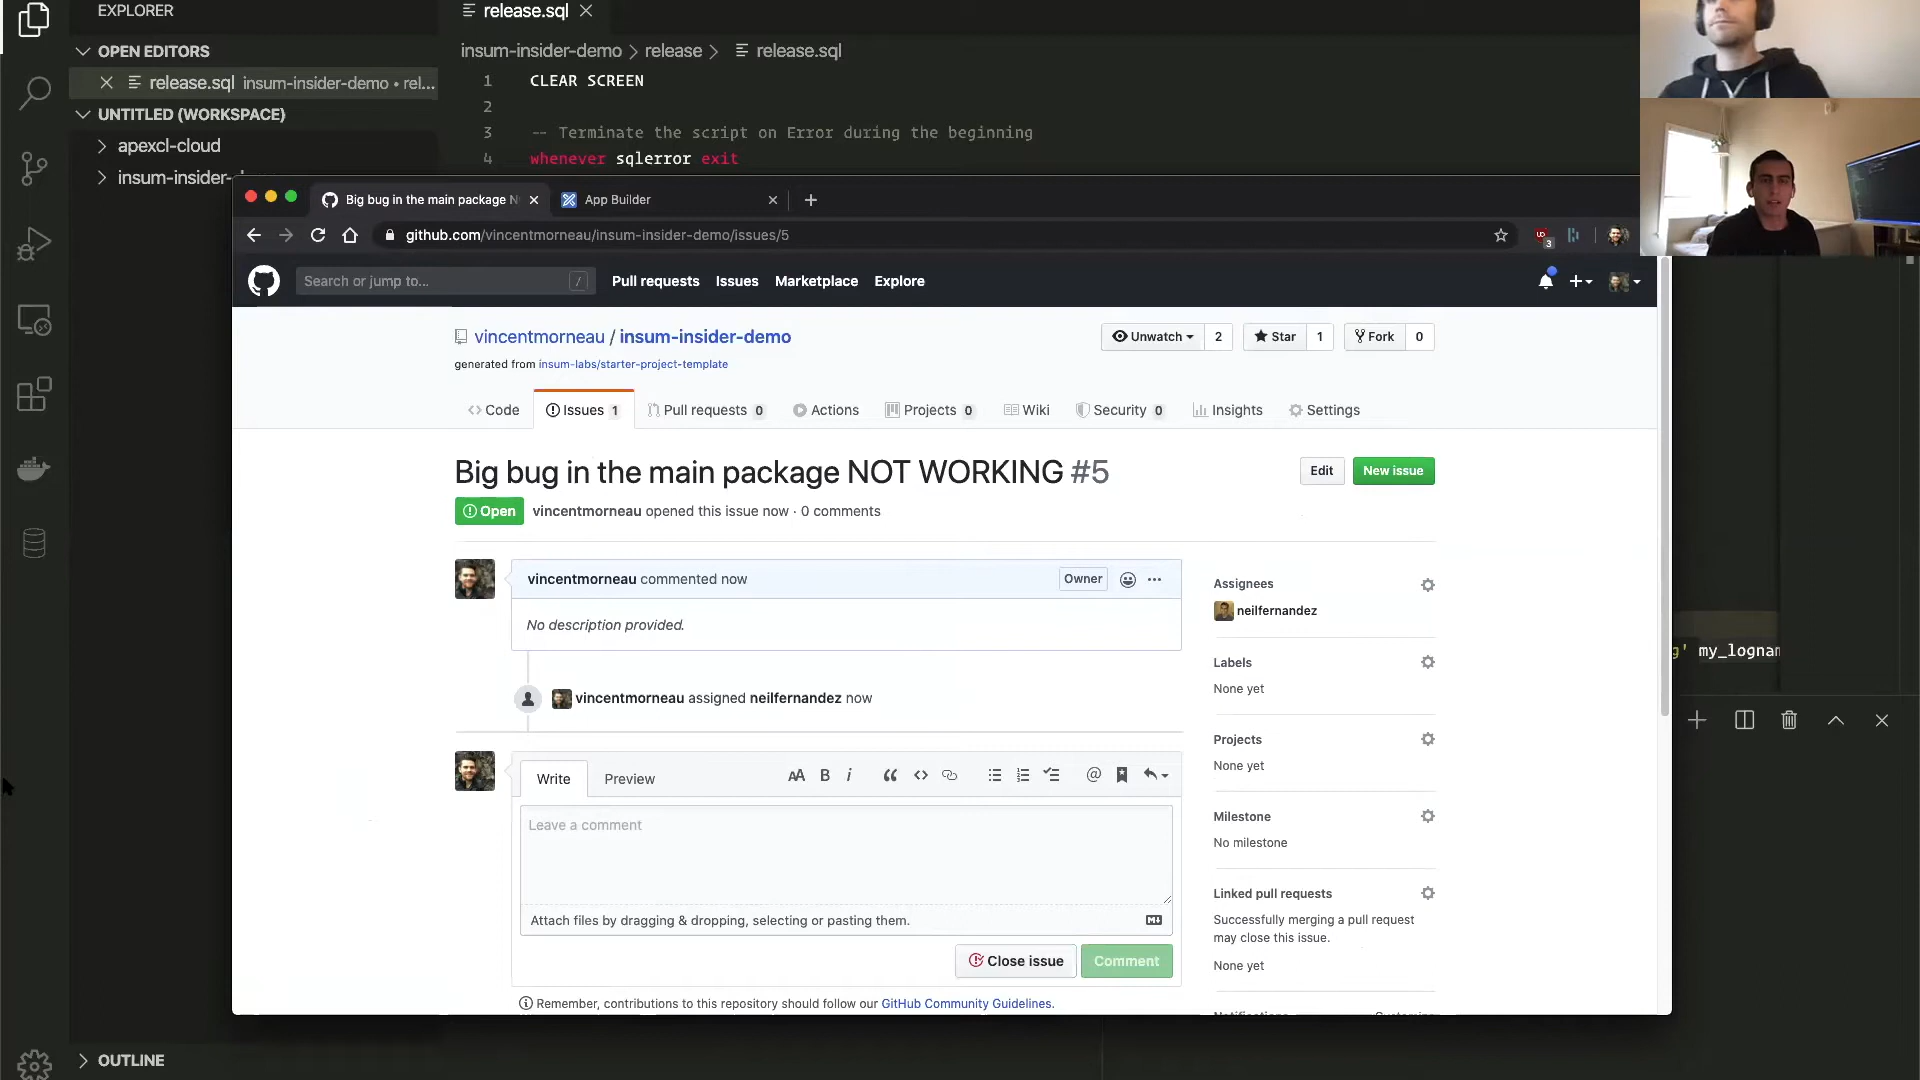 EXPLORER
release.sql
OPEN EDITORS
release.sql insum-insider-demo • rel...
UNTITLED (WORKSPACE)
apexcl-cloud
insum-insider-
insum-insider-demo > release > release.sql
1 CLEAR SCREEN
2
3 -- Terminate the script on Error during the beginning
4 whenever sqlerror exit
Big bug in the main package N
App Builder
github.com/vincentmorneau/insum-insider-demo/issues/5
3
Search or jump to... /
Pull requests Issues Marketplace Explore
vincentmorneau / insum-insider-demo
Unwatch 2 Star 1 Fork 0
generated from insum-labs/starter-project-template
Code Issues 1 Pull requests 0 Actions Projects 0 Wiki Security 0 Insights Settings
Big bug in the main package NOT WORKING #5
Edit New issue
Open vincentmorneau opened this issue now · 0 comments
vincentmorneau commented now Owner
No description provided.
vincentmorneau assigned neilfernandez now
Write Preview AA B i
Leave a comment
Attach files by dragging & dropping, selecting or pasting them.
Close issue Comment
Remember, contributions to this repository should follow our GitHub Community Guidelines.
Assignees
neilfernandez
Labels
None yet
Projects
None yet
Milestone
No milestone
Linked pull requests
Successfully merging a pull request
may close this issue.
None yet
g' my_lognam
OUTLINE